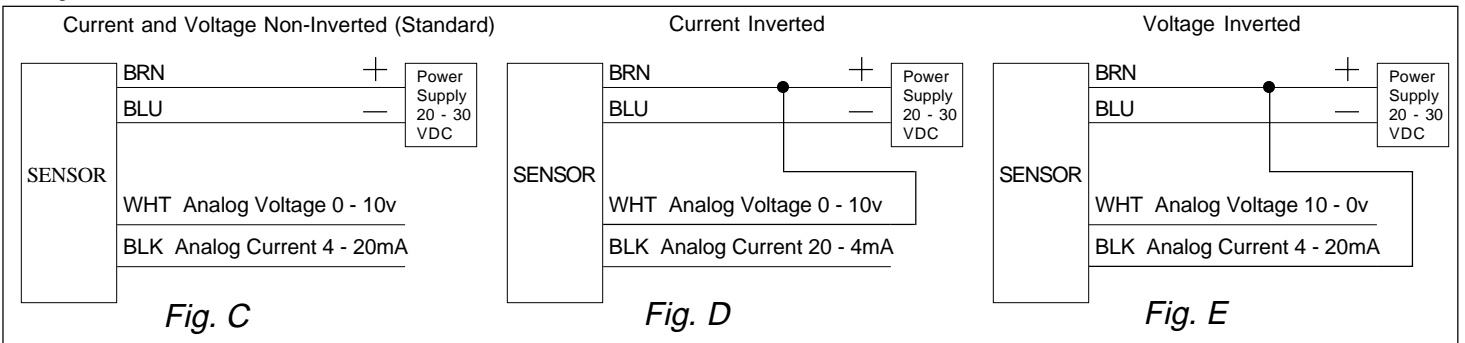 Current and Voltage Non-Inverted (Standard)
BRN
+
BLU
—
Power
Supply
20 - 30
VDC
SENSOR
WHT Analog Voltage 0 - 10v
BLK Analog Current 4 - 20mA
Fig. C
Current Inverted
BRN
+
BLU
—
Power
Supply
20 - 30
VDC
SENSOR
WHT Analog Voltage 0 - 10v
BLK Analog Current 20 - 4mA
Fig. D
Voltage Inverted
BRN
+
BLU
—
Power
Supply
20 - 30
VDC
SENSOR
WHT Analog Voltage 10 - 0v
BLK Analog Current 4 - 20mA
Fig. E